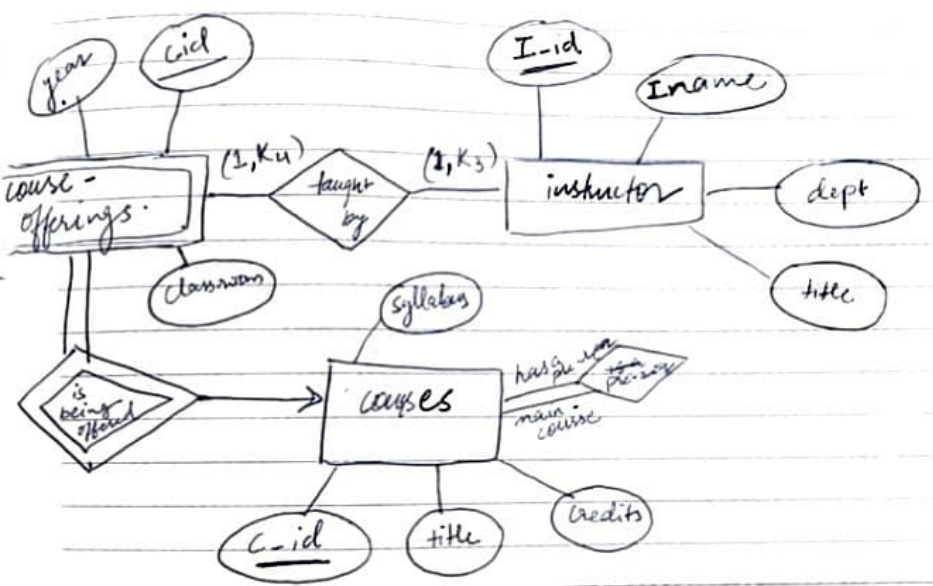 year
c_id
I_id
Iname
course-
offerings.
(1,K4)
taught
by
(1,K3)
instructor
dept
title
classroom
syllabus
is
being
offered
courses
has a
main
course
C_id
title
credits